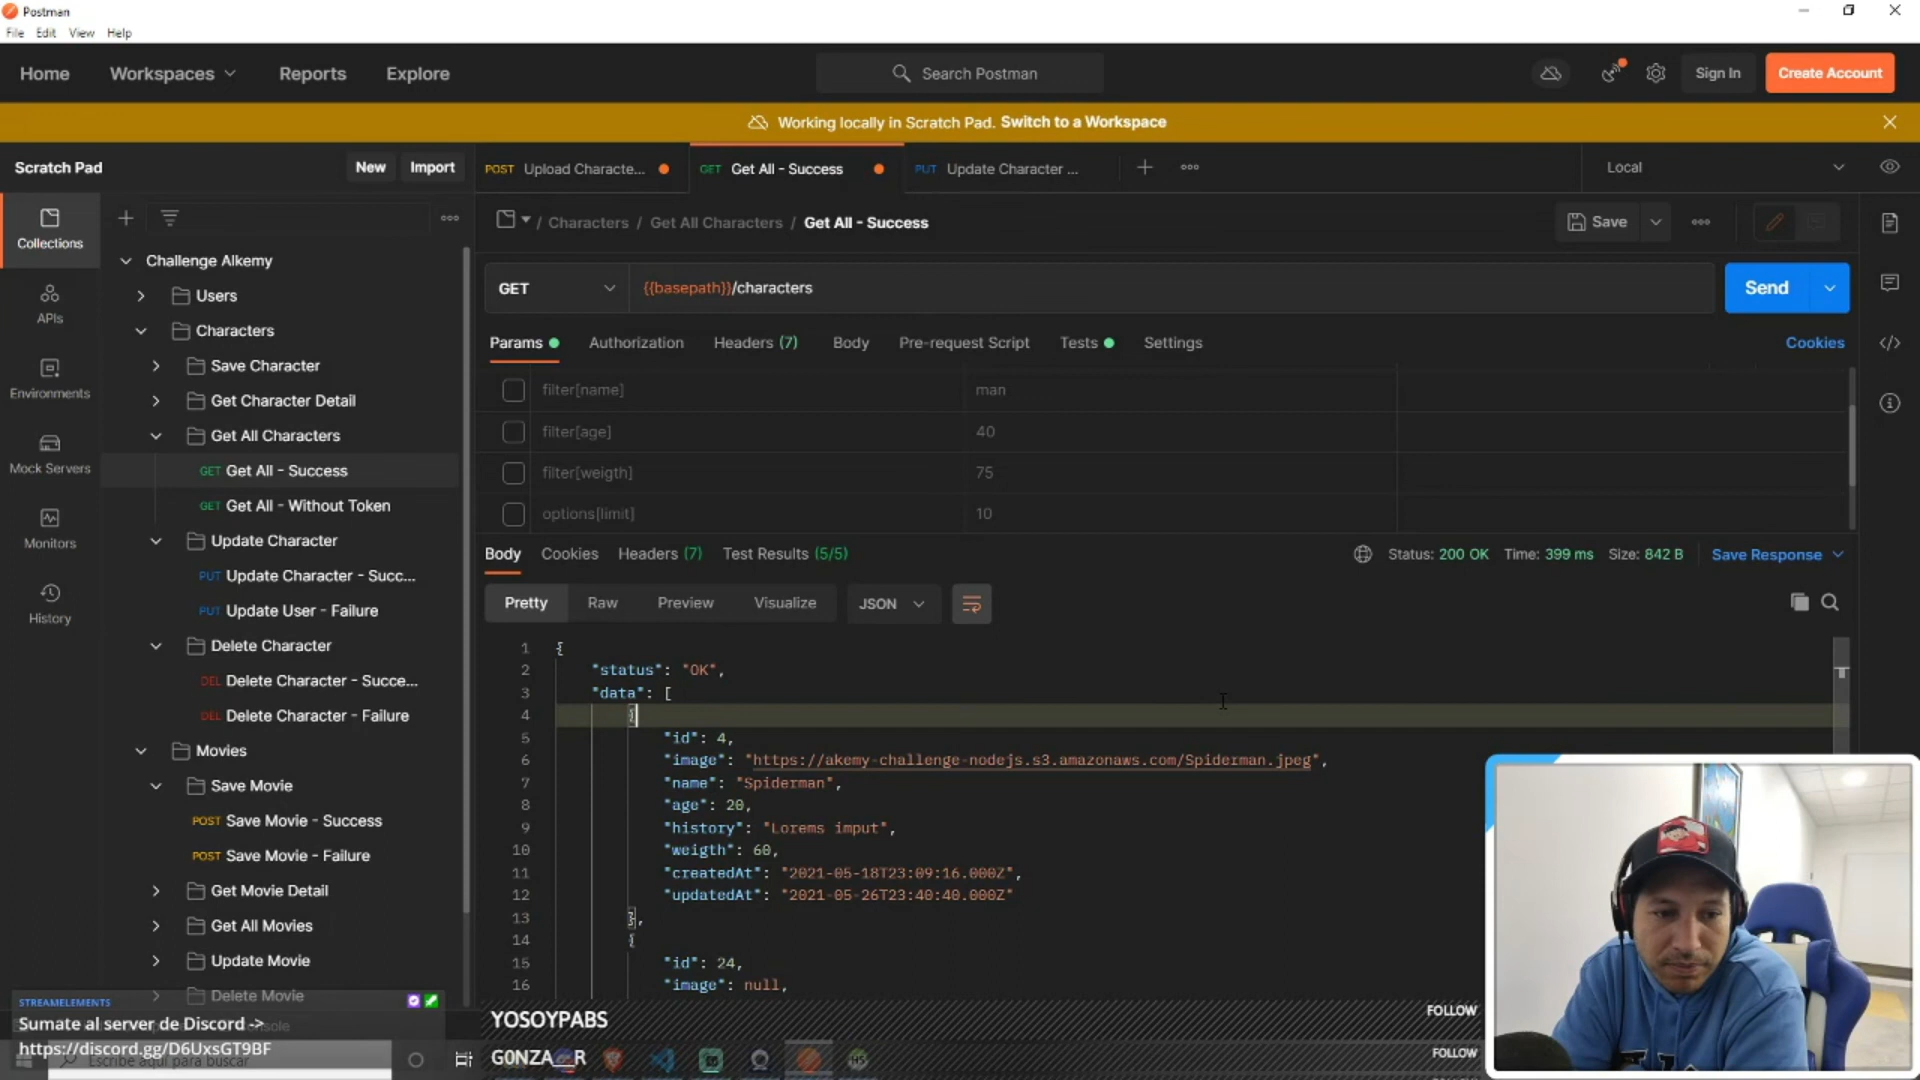 Postman
File Edit View Help
Home Workspaces Reports Explore
Search Postman
Sign In
Create Account
Working locally in Scratch Pad. Switch to a Workspace
Scratch Pad
New
Import
POST Upload Characte...
GET Get All - Success
PUT Update Character ...
Local
/ Characters / Get All Characters / Get All - Success
Save
GET
{{basepath}}/characters
Send
Params Authorization Headers (7) Body Pre-request Script Tests Settings
Cookies
filter[name] man
filter[age] 40
filter[weigth] 75
options[limit] 10
Collections
APIs
Environments
Mock Servers
Monitors
History
Challenge Alkemy
Users
Characters
Save Character
Get Character Detail
Get All Characters
GET Get All - Success
GET Get All - Without Token
Update Character
PUT Update Character - Succ...
PUT Update User - Failure
Delete Character
DEL Delete Character - Succe...
DEL Delete Character - Failure
Movies
Save Movie
POST Save Movie - Success
POST Save Movie - Failure
Get Movie Detail
Get All Movies
Update Movie
Delete Movie
Body Cookies Headers (7) Test Results (5/5)
Status: 200 OK Time: 399 ms Size: 842 B
Save Response
Pretty Raw Preview Visualize JSON
1 {
2 "status": "OK",
3 "data": [
4 {
5 "id": 4,
6 "image": "https://akemy-challenge-nodejs.s3.amazonaws.com/Spiderman.jpeg",
7 "name": "Spiderman",
8 "age": 20,
9 "history": "Lorems imput",
10 "weigth": 60,
11 "createdAt": "2021-05-18T23:09:16.000Z",
12 "updatedAt": "2021-05-26T23:40:40.000Z"
13 },
14 {
15 "id": 24,
16 "image": null,
STREAMELEMENTS
Sumate al server de Discord ->
https://discord.gg/D6UxsGT9BF
Console
Escribe aquí para buscar
YOSOYPABS
FOLLOW
G0NZA__R
FOLLOW